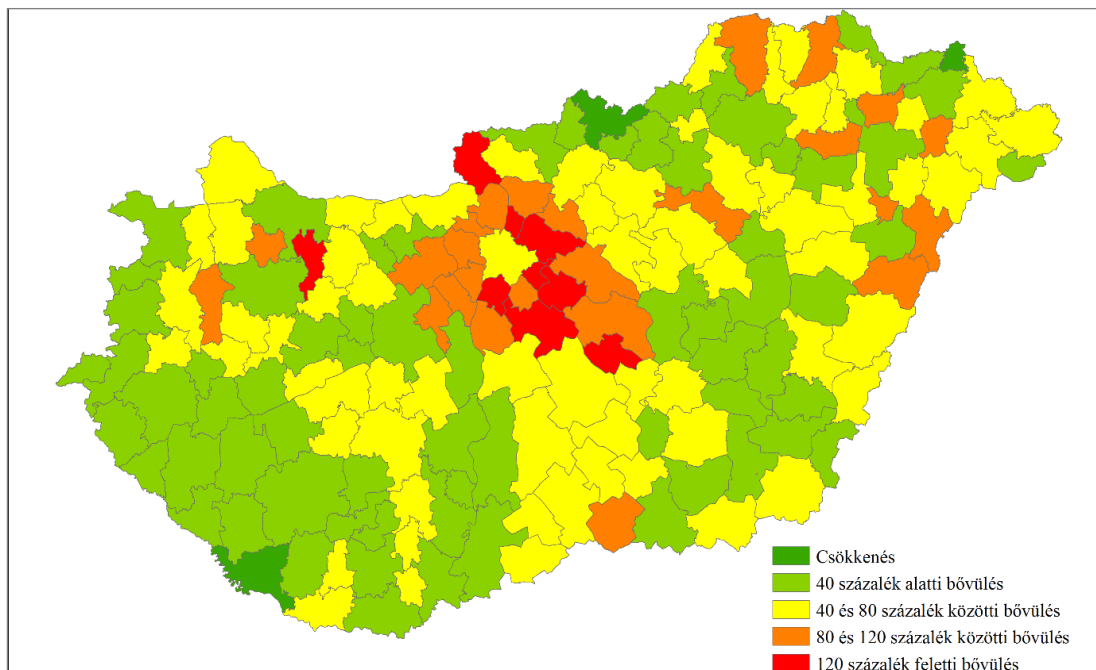 Csökkenés
40 százalék alatti bővülés
40 és 80 százalék közötti bővülés
80 és 120 százalék közötti bővülés
120 százalék feletti bővülés